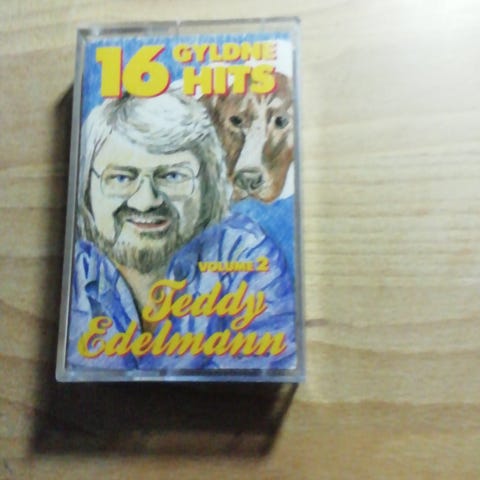 16 GYLDNE
HITS
VOLUME 2
Teddy
Edelmann